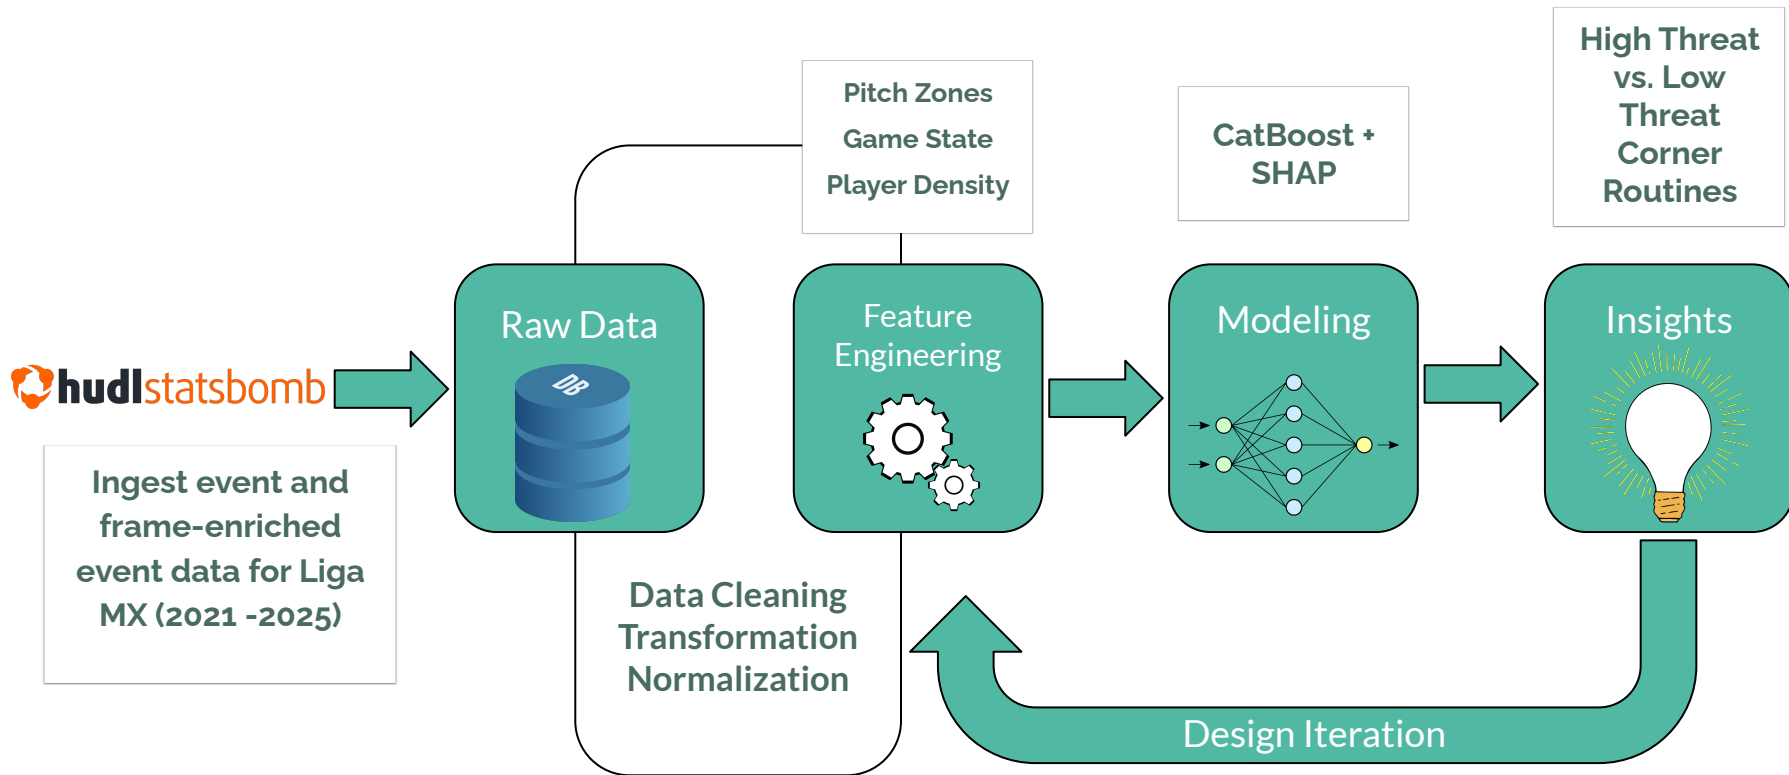 hudlstatsbomb
Ingest event and
frame-enriched
event data for Liga
MX (2021 -2025)
Raw Data
DB
Data Cleaning
Transformation
Normalization
Pitch Zones
Game State
Player Density
Feature
Engineering
CatBoost +
SHAP
Modeling
High Threat
vs. Low
Threat
Corner
Routines
Insights
Design Iteration